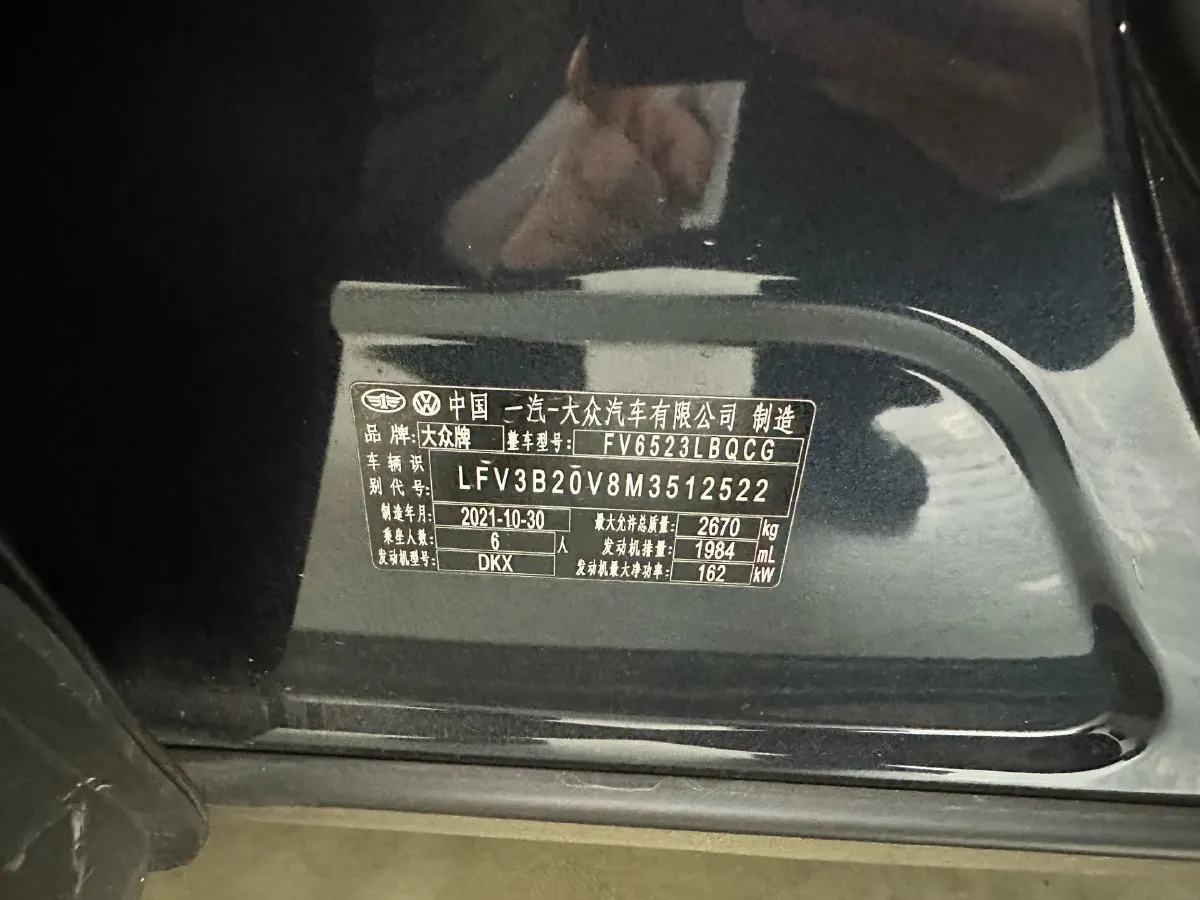 中国 一汽-大众汽车有限公司 制造
品牌: 大众牌 整车型号: FV6523LBQCG
车辆识别代号: LFV3B20V8M3512522
制造年月: 2021-10-30 最大允许总质量: 2670 kg
乘坐人数: 6 人 发动机排量: 1984 mL
发动机型号: DKX 发动机最大净功率: 162 kW